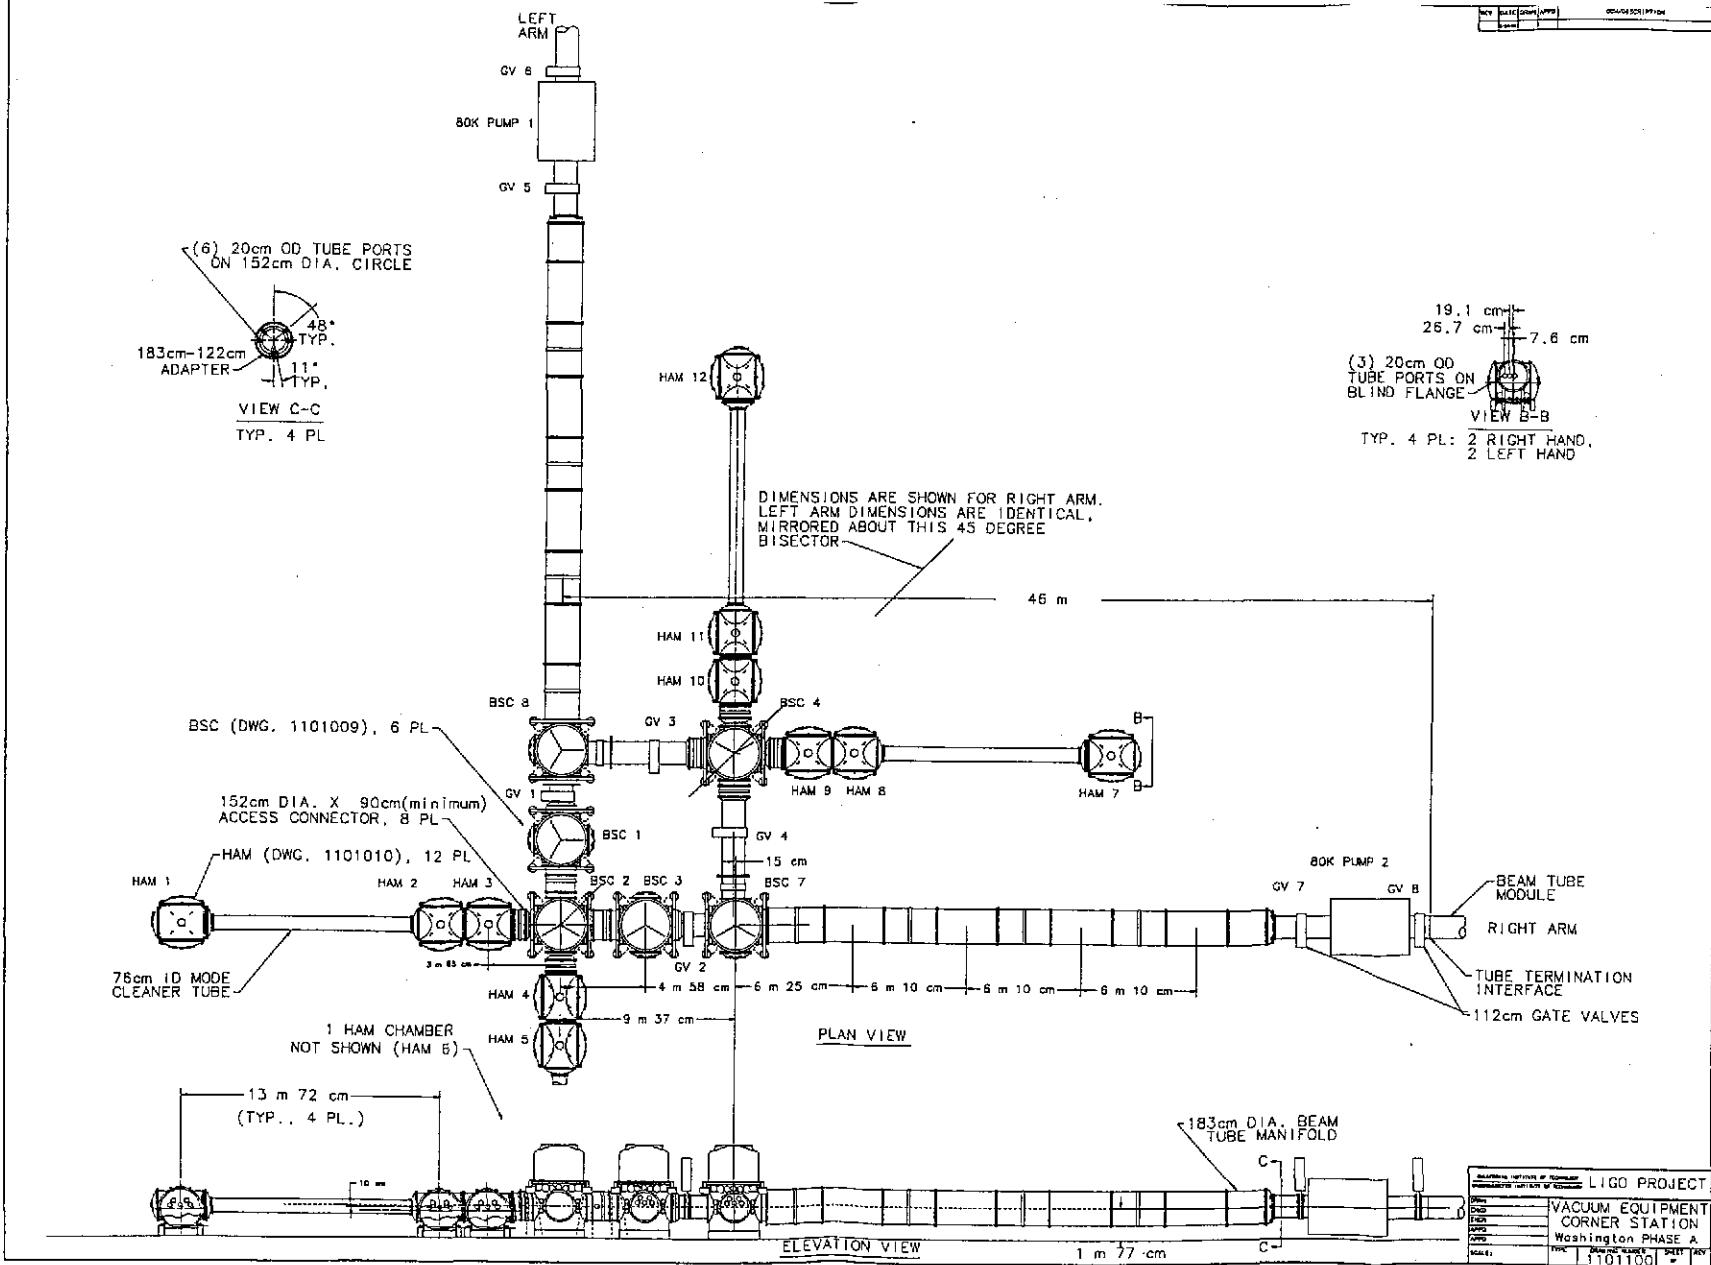 REV DATE DRWN APPD
LEFT
ARM
GV 6
80K PUMP 1
GV 5
(6) 20cm OD TUBE PORTS
ON 152cm DIA. CIRCLE
48°
TYP.
183cm-122cm
ADAPTER
11°
TYP.
VIEW C-C
TYP. 4 PL
19.1 cm
26.7 cm
7.6 cm
(3) 20cm OD
TUBE PORTS ON
BLIND FLANGE
VIEW B-B
TYP. 4 PL: 2 RIGHT HAND,
2 LEFT HAND
HAM 12
DIMENSIONS ARE SHOWN FOR RIGHT ARM.
LEFT ARM DIMENSIONS ARE IDENTICAL,
MIRRORED ABOUT THIS 45 DEGREE
BISECTOR
46 m
HAM 11
HAM 10
BSC 8
BSC 4
GV 3
BSC (DWG. 1101009), 6 PL
B
B
GV 1
HAM 9
HAM 8
HAM 7
152cm DIA. X 90cm(minimum)
ACCESS CONNECTOR, 8 PL
BSC 1
GV 4
15 cm
HAM (DWG. 1101010), 12 PL
HAM 1
HAM 2
HAM 3
BSC 2
BSC 3
BSC 7
80K PUMP 2
GV 7
GV 8
BEAM TUBE
MODULE
RIGHT ARM
76cm ID MODE
CLEANER TUBE
GV 2
TUBE TERMINATION
INTERFACE
HAM 4
4 m 58 cm
6 m 25 cm
6 m 10 cm
6 m 10 cm
6 m 10 cm
112cm GATE VALVES
9 m 37 cm
1 HAM CHAMBER
NOT SHOWN (HAM 6)
HAM 5
PLAN VIEW
13 m 72 cm
(TYP., 4 PL.)
183cm DIA. BEAM
TUBE MANIFOLD
C
C
ELEVATION VIEW
1 m 77 cm
LIGO PROJECT
VACUUM EQUIPMENT
CORNER STATION
Washington PHASE A
SCALE:
TYPE
DRAWING NUMBER
SHEET
REV
1101100